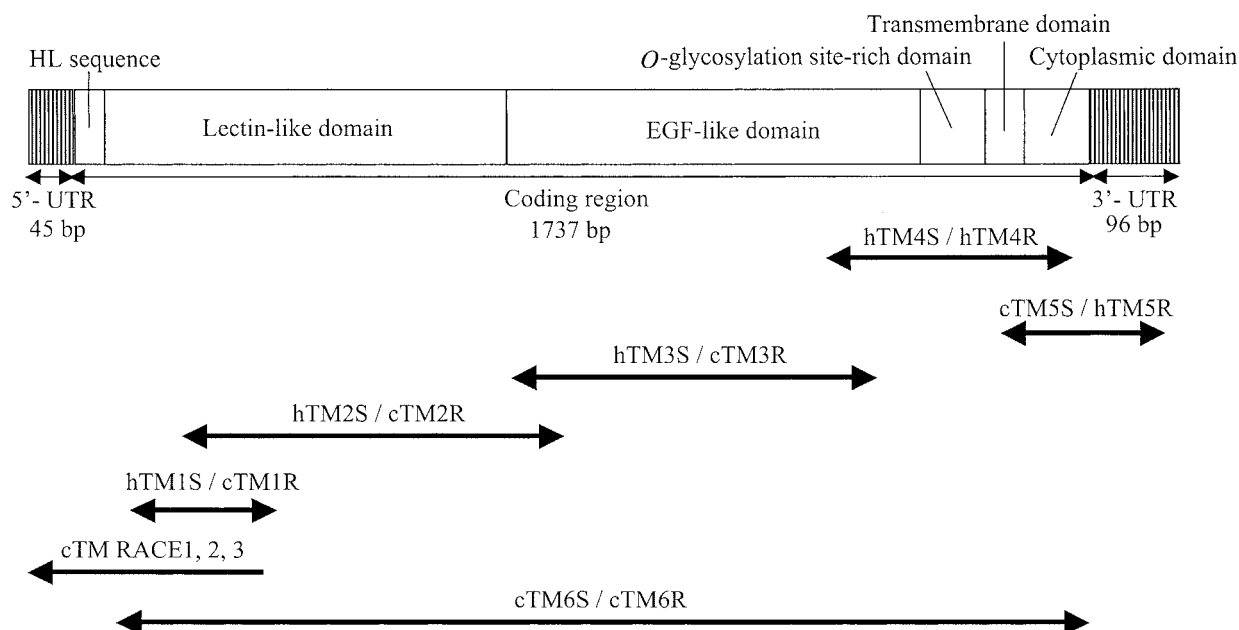 Transmembrane domain
HL sequence
O-glycosylation site-rich domain
Cytoplasmic domain
Lectin-like domain
EGF-like domain
5'- UTR
45 bp
Coding region
1737 bp
3'- UTR
96 bp
hTM4S / hTM4R
cTM5S / hTM5R
hTM3S / cTM3R
hTM2S / cTM2R
hTM1S / cTM1R
cTM RACE1, 2, 3
cTM6S / cTM6R